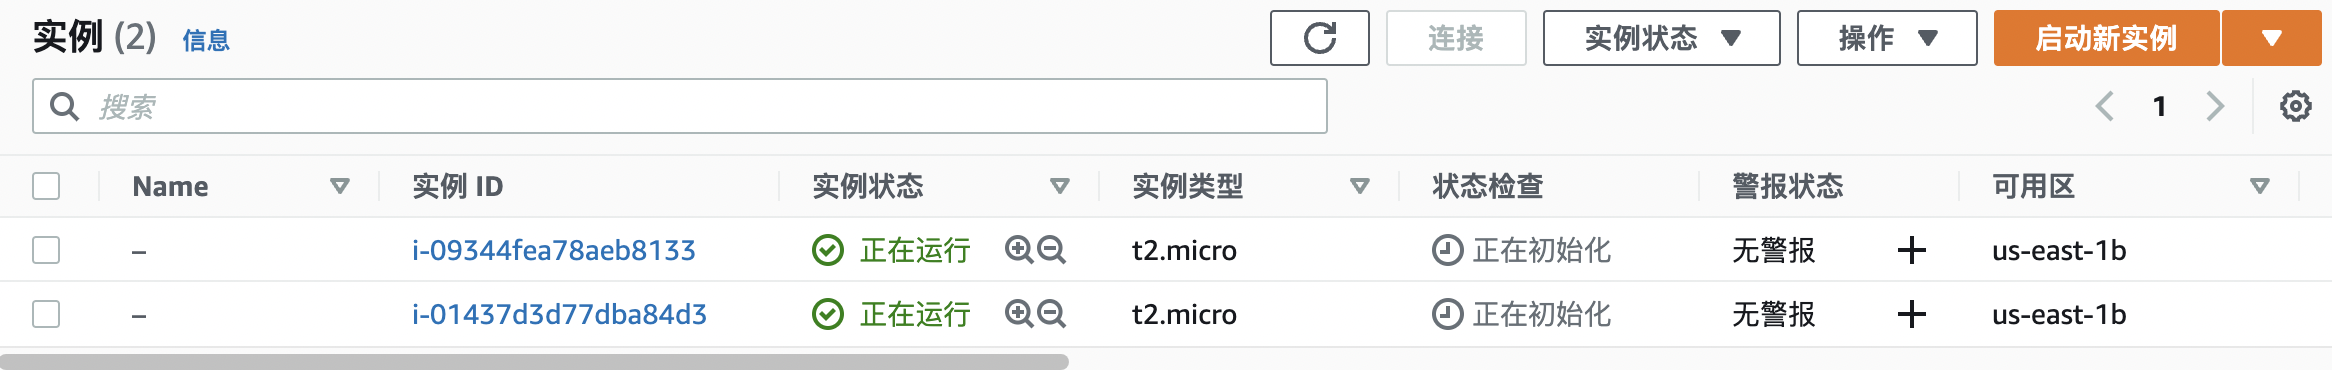 实例 (2) 信息 连接 实例状态 操作 启动新实例
搜索 1
Name 实例 ID 实例状态 实例类型 状态检查 警报状态 可用区
– i-09344fea78aeb8133 正在运行 t2.micro 正在初始化 无警报 us-east-1b
– i-01437d3d77dba84d3 正在运行 t2.micro 正在初始化 无警报 us-east-1b